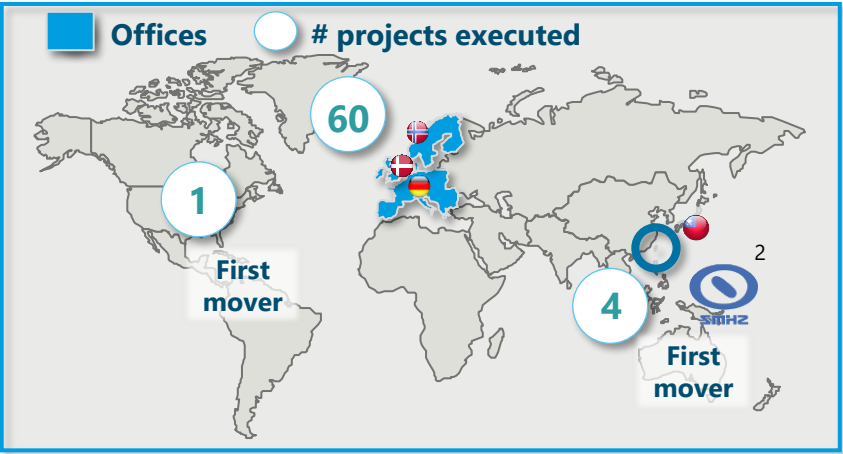 Offices
# projects executed
60
1
First
mover
2
SMHZ
4
First
mover